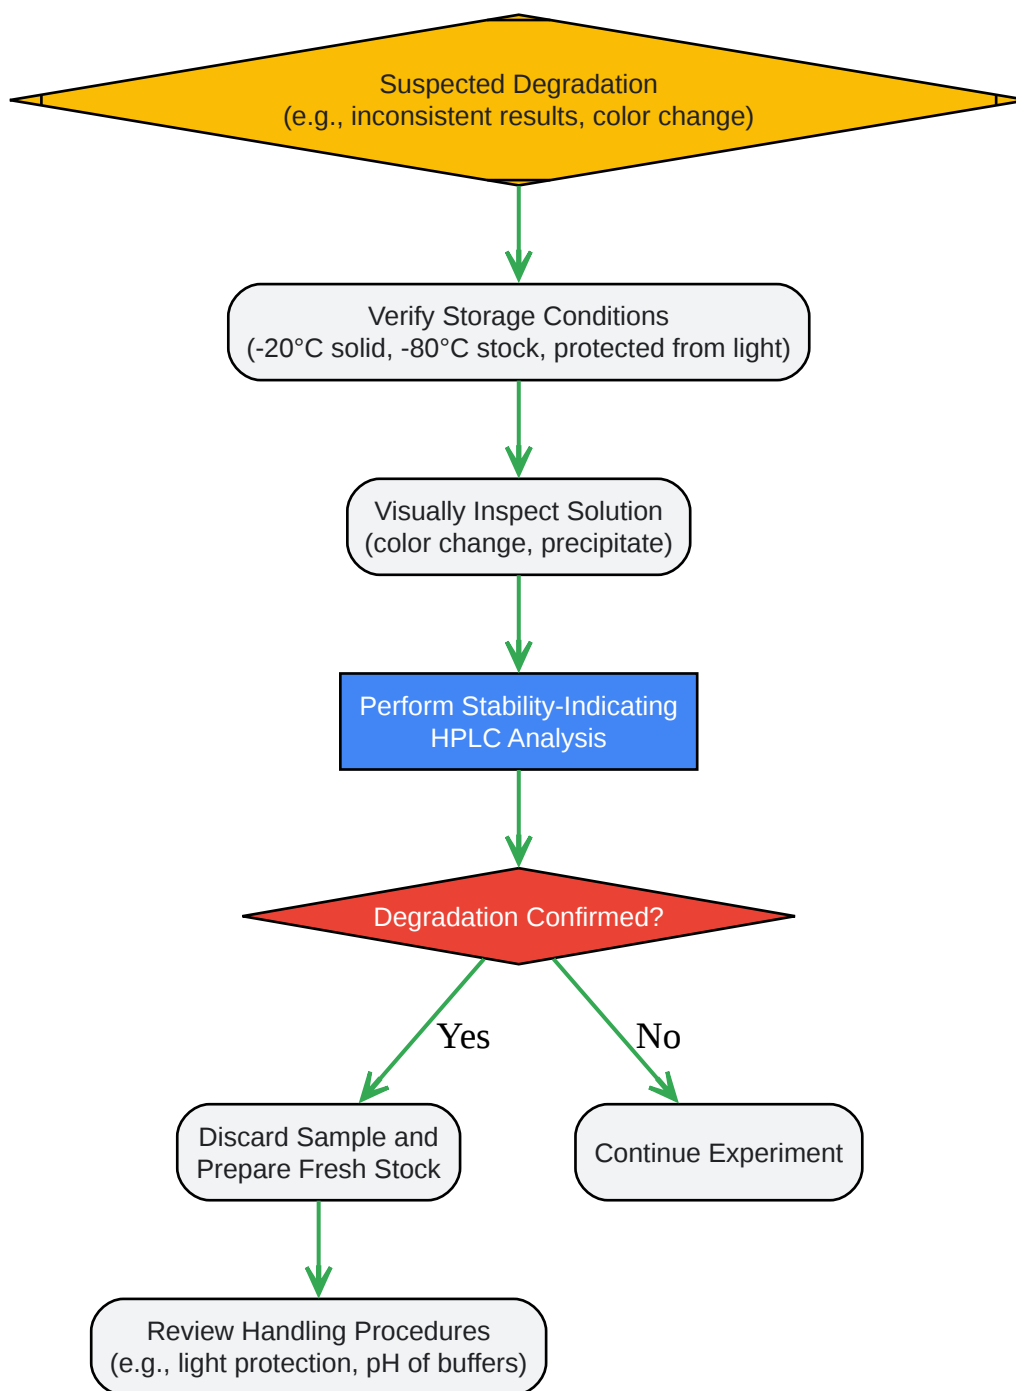 Suspected Degradation
(e.g., inconsistent results, color change)
Verify Storage Conditions
(-20°C solid, -80°C stock, protected from light)
Visually Inspect Solution
(color change, precipitate)
Perform Stability-Indicating
HPLC Analysis
Degradation Confirmed?
Yes
No
Discard Sample and
Prepare Fresh Stock
Continue Experiment
Review Handling Procedures
(e.g., light protection, pH of buffers)